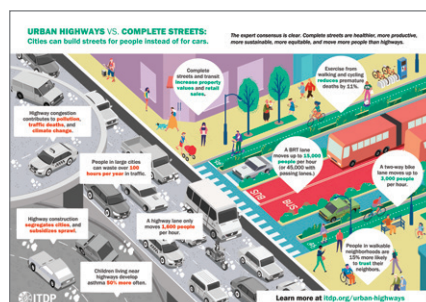 URBAN HIGHWAYS VS. COMPLETE STREETS:
Cities can build streets for people instead of for cars.
The expert consensus is clear. Complete streets are healthier, more productive,
more sustainable, more equitable, and move more people than highways.
Complete
streets and transit
increase property
values and retail
sales.
Exercise from
walking and cycling
reduces premature
deaths by 11%.
Highway congestion
contributes to pollution,
traffic deaths, and
climate change.
People in large cities
can waste over 100
hours per year in traffic.
A BRT lane
moves up to 15,000
people per hour
(or 45,000 with
passing lanes.)
A two-way bike
lane moves up to
3,000 people
per hour.
BUS
BUS
Highway construction
segregates cities, and
subsidizes sprawl.
A highway lane only
moves 1,600 people
per hour.
People in walkable
neighborhoods are
15% more likely
to trust their
neighbors.
Children living near
highways develop
asthma 50% more often.
ITDP
Learn more at itdp.org/urban-highways